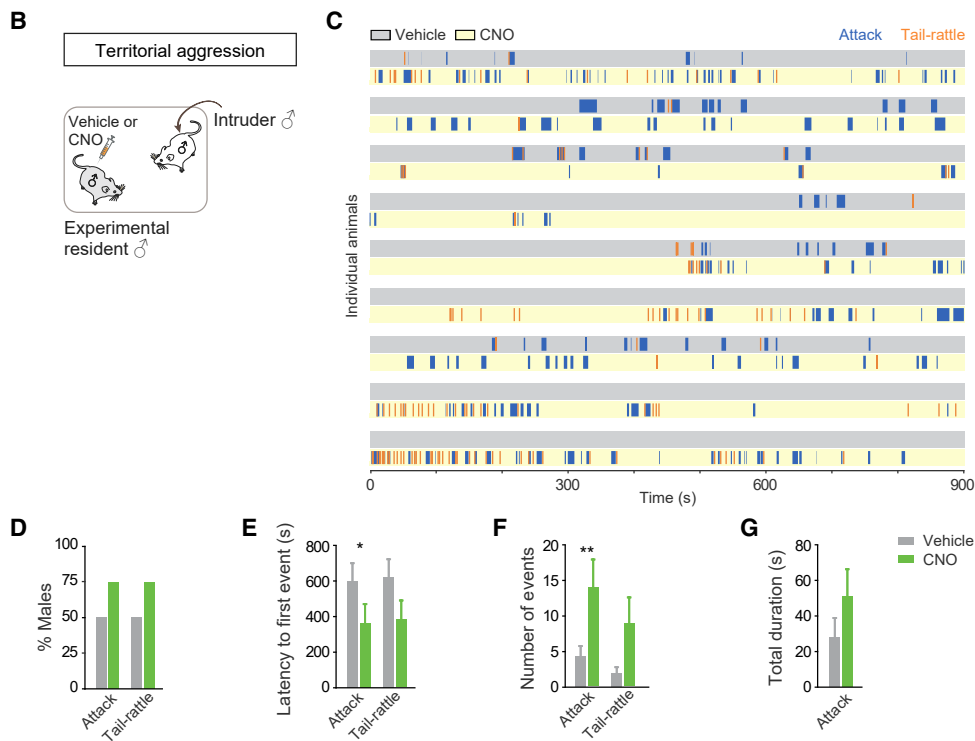 B
Territorial aggression
Vehicle or
CNO
Intruder ♂
♂
♂
Experimental
resident ♂
C
Vehicle CNO Attack Tail-rattle
Individual animals
0 300 600 900
Time (s)
D
% Males
100
75
50
25
0
Attack
Tail-rattle
E
Latency to first event (s)
800
600
400
200
0
*
Attack
Tail-rattle
F
Number of events
20
15
10
5
0
**
Attack
Tail-rattle
G
Total duration (s)
80
60
40
20
0
Attack
Vehicle
CNO